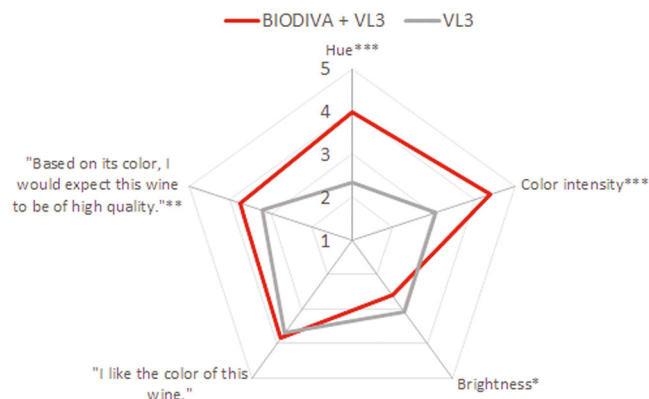 BIODIVA + VL3 VL3
Hue***
5
4
3
2
1
Color intensity***
Brightness*
"I like the color of this
wine."
"Based on its color, I
would expect this wine
to be of high quality."**